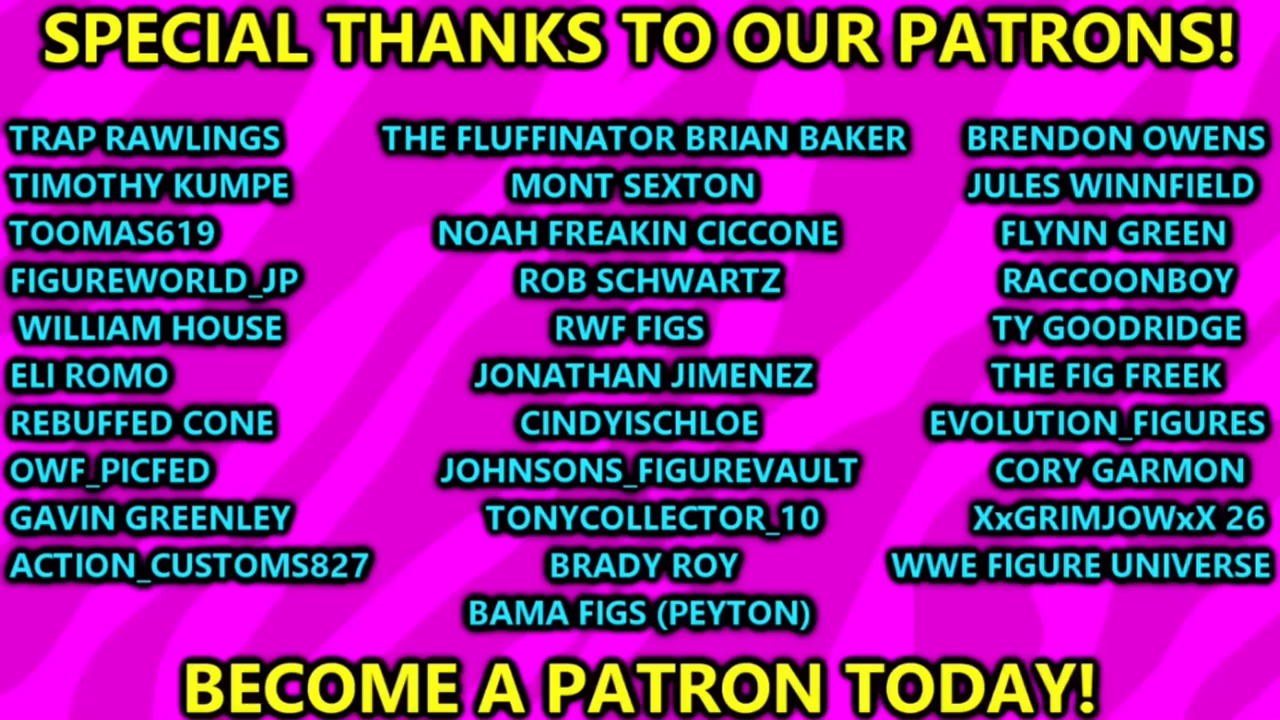 SPECIAL THANKS TO OUR PATRONS!
TRAP RAWLINGS
TIMOTHY KUMPE
TOOMAS619
FIGUREWORLD_JP
WILLIAM HOUSE
ELI ROMO
REBUFFED CONE
OWF_PICFED
GAVIN GREENLEY
ACTION_CUSTOMS827
THE FLUFFINATOR BRIAN BAKER
MONT SEXTON
NOAH FREAKIN CICCONE
ROB SCHWARTZ
RWF FIGS
JONATHAN JIMENEZ
CINDYISCHLOE
JOHNSONS_FIGUREVAULT
TONYCOLLECTOR_10
BRADY ROY
BAMA FIGS (PEYTON)
BRENDON OWENS
JULES WINNFIELD
FLYNN GREEN
RACCOONBOY
TY GOODRIDGE
THE FIG FREEK
EVOLUTION_FIGURES
CORY GARMON
XxGRIMJOWxX 26
WWE FIGURE UNIVERSE
BECOME A PATRON TODAY!